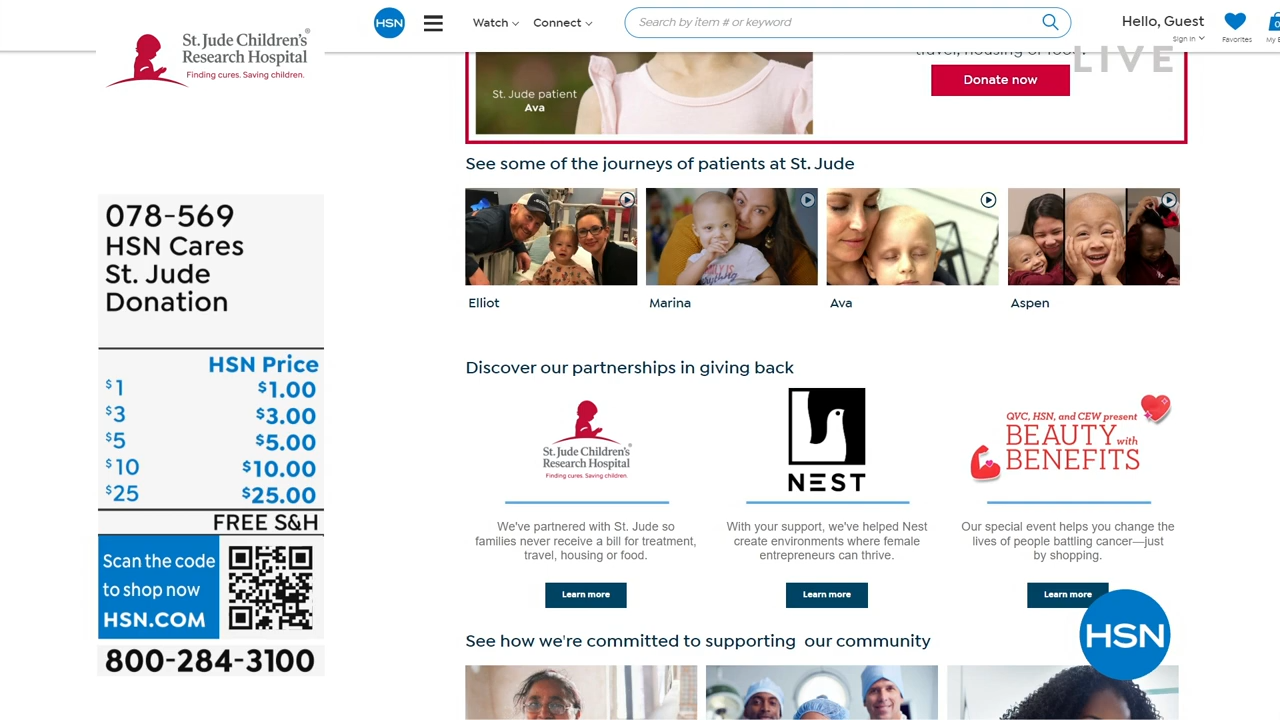 St. Jude Children's®
Research Hospital
Finding cures. Saving children.
078-569
HSN Cares
St. Jude
Donation
HSN Price
$1 $1.00
$3 $3.00
$5 $5.00
$10 $10.00
$25 $25.00
FREE S&H
Scan the code
to shop now
HSN.COM
800-284-3100
HSN
Watch
Connect
Search by item # or keyword
Hello, Guest
Sign In
Favorites
0
travel, housing or food.
LIVE
Donate now
St. Jude patient
Ava
See some of the journeys of patients at St. Jude
Elliot
Marina
Ava
Aspen
Discover our partnerships in giving back
St. Jude Children's®
Research Hospital
Finding cures. Saving children.
We've partnered with St. Jude so
families never receive a bill for treatment,
travel, housing or food.
Learn more
NEST
With your support, we've helped Nest
create environments where female
entrepreneurs can thrive.
Learn more
QVC, HSN, and CEW present
BEAUTY with
BENEFITS
Our special event helps you change the
lives of people battling cancer—just
by shopping.
Learn more
HSN
See how we're committed to supporting our community